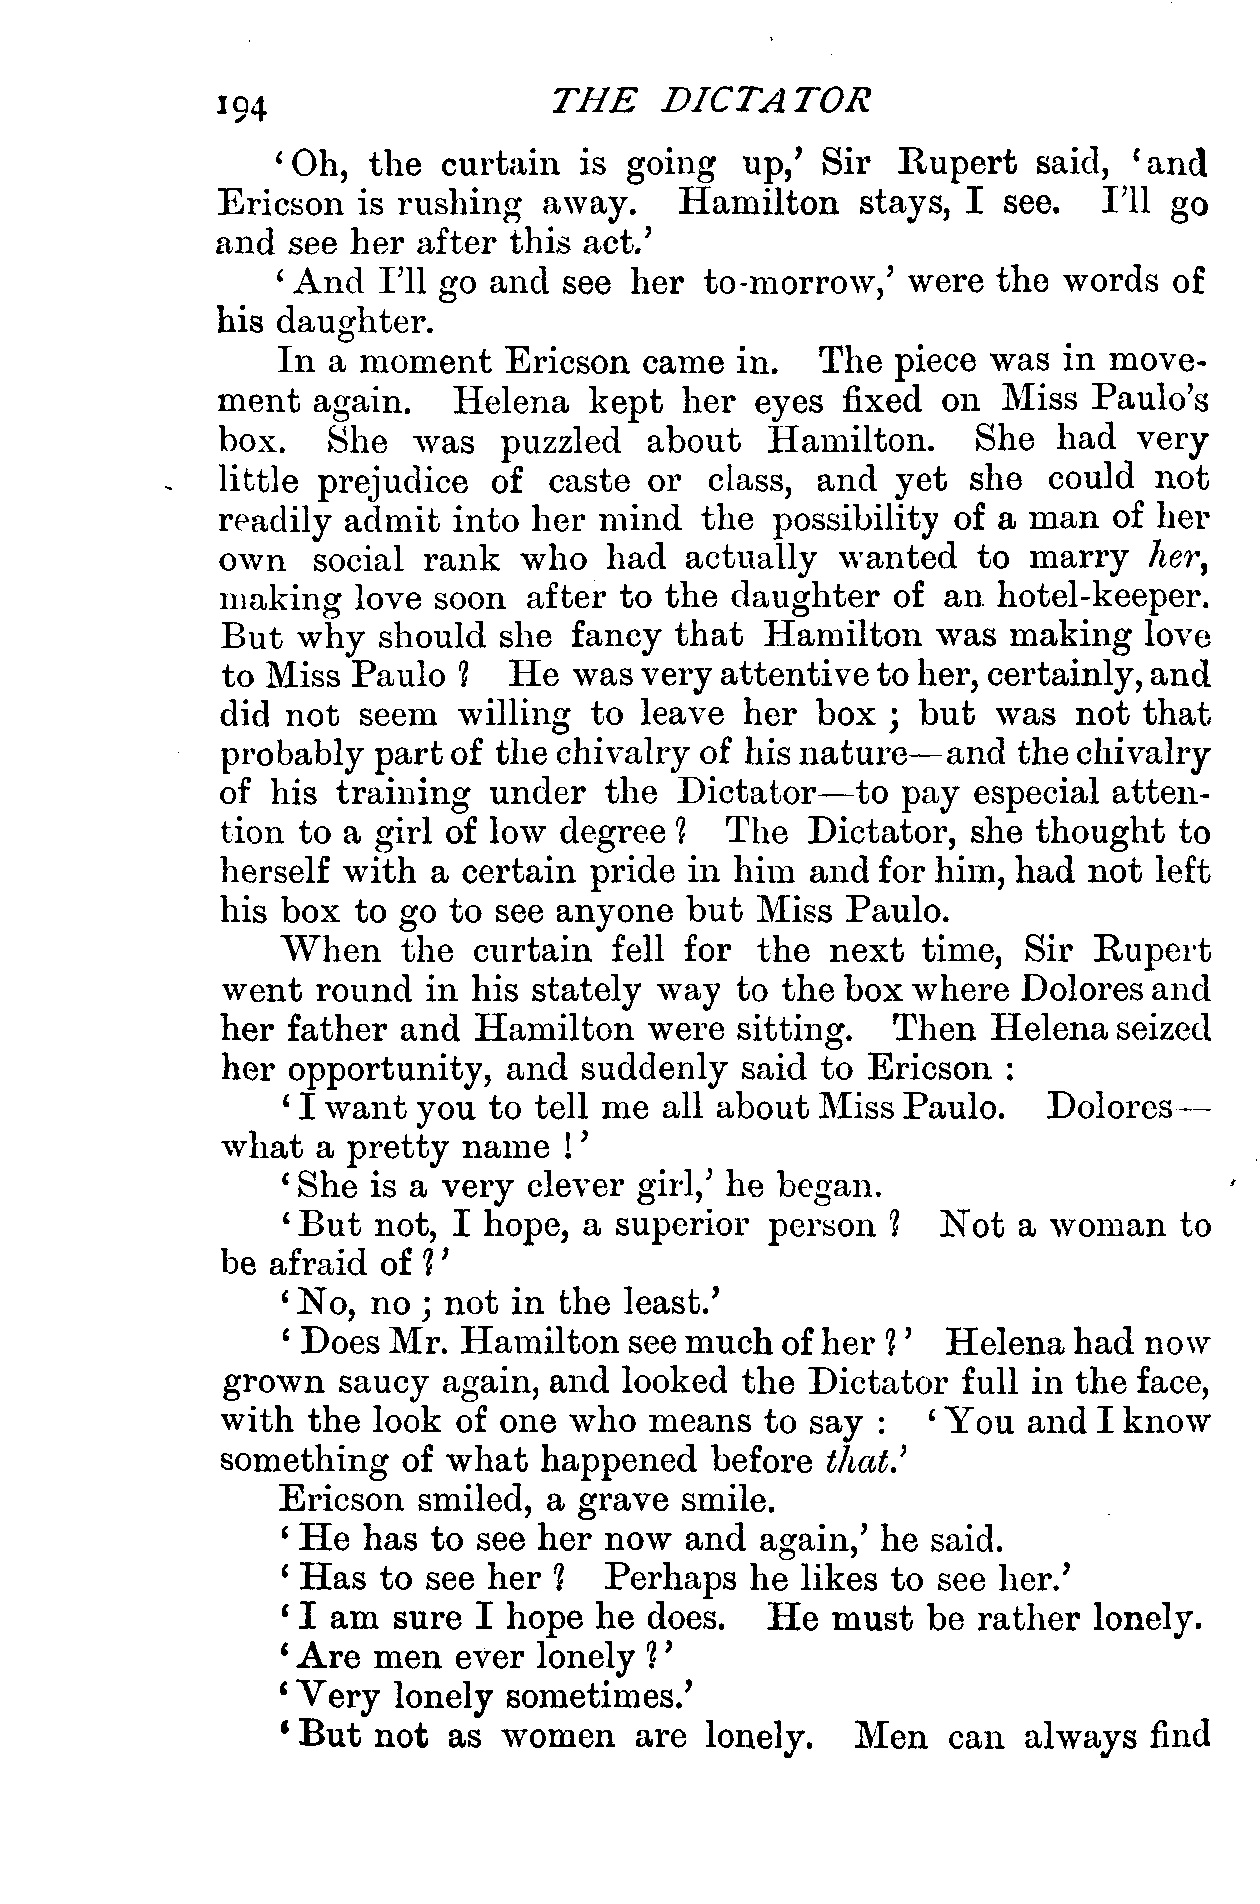 194 THE DICTATOR
‘Oh, the curtain is going up,’ Sir Rupert said, ‘and
Ericson is rushing away. Hamilton stays, I see. I’ll go
and see her after this act.’
‘And I’ll go and see her to-morrow,’ were the words of
his daughter.
In a moment Ericson came in. The piece was in move-
ment again. Helena kept her eyes fixed on Miss Paulo’s
box. She was puzzled about Hamilton. She had very
little prejudice of caste or class, and yet she could not
readily admit into her mind the possibility of a man of her
own social rank who had actually wanted to marry her,
making love soon after to the daughter of an hotel-keeper.
But why should she fancy that Hamilton was making love
to Miss Paulo? He was very attentive to her, certainly, and
did not seem willing to leave her box; but was not that
probably part of the chivalry of his nature—and the chivalry
of his training under the Dictator—to pay especial atten-
tion to a girl of low degree? The Dictator, she thought to
herself with a certain pride in him and for him, had not left
his box to go to see anyone but Miss Paulo.
When the curtain fell for the next time, Sir Rupert
went round in his stately way to the box where Dolores and
her father and Hamilton were sitting. Then Helena seized
her opportunity, and suddenly said to Ericson:
‘I want you to tell me all about Miss Paulo. Dolores—
what a pretty name!’
‘She is a very clever girl,’ he began.
‘But not, I hope, a superior person? Not a woman to
be afraid of?’
‘No, no; not in the least.’
‘Does Mr. Hamilton see much of her?’ Helena had now
grown saucy again, and looked the Dictator full in the face,
with the look of one who means to say: ‘You and I know
something of what happened before that.’
Ericson smiled, a grave smile.
‘He has to see her now and again,’ he said.
‘Has to see her? Perhaps he likes to see her.’
‘I am sure I hope he does. He must be rather lonely.
‘Are men ever lonely?’
‘Very lonely sometimes.’
‘But not as women are lonely. Men can always find